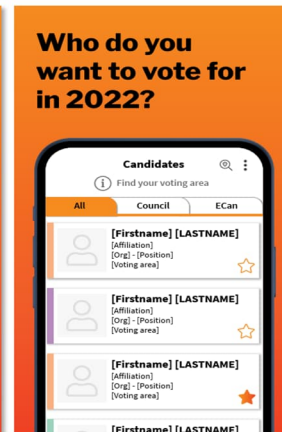 Who do you
want to vote for
in 2022?
Candidates
Find your voting area
All Council ECan
[Firstname] [LASTNAME]
[Affiliation]
[Org] - [Position]
[Voting area]
[Firstname] [LASTNAME]
[Affiliation]
[Org] - [Position]
[Voting area]
[Firstname] [LASTNAME]
[Affiliation]
[Org] - [Position]
[Voting area]
[Firstname] [LASTNAME]